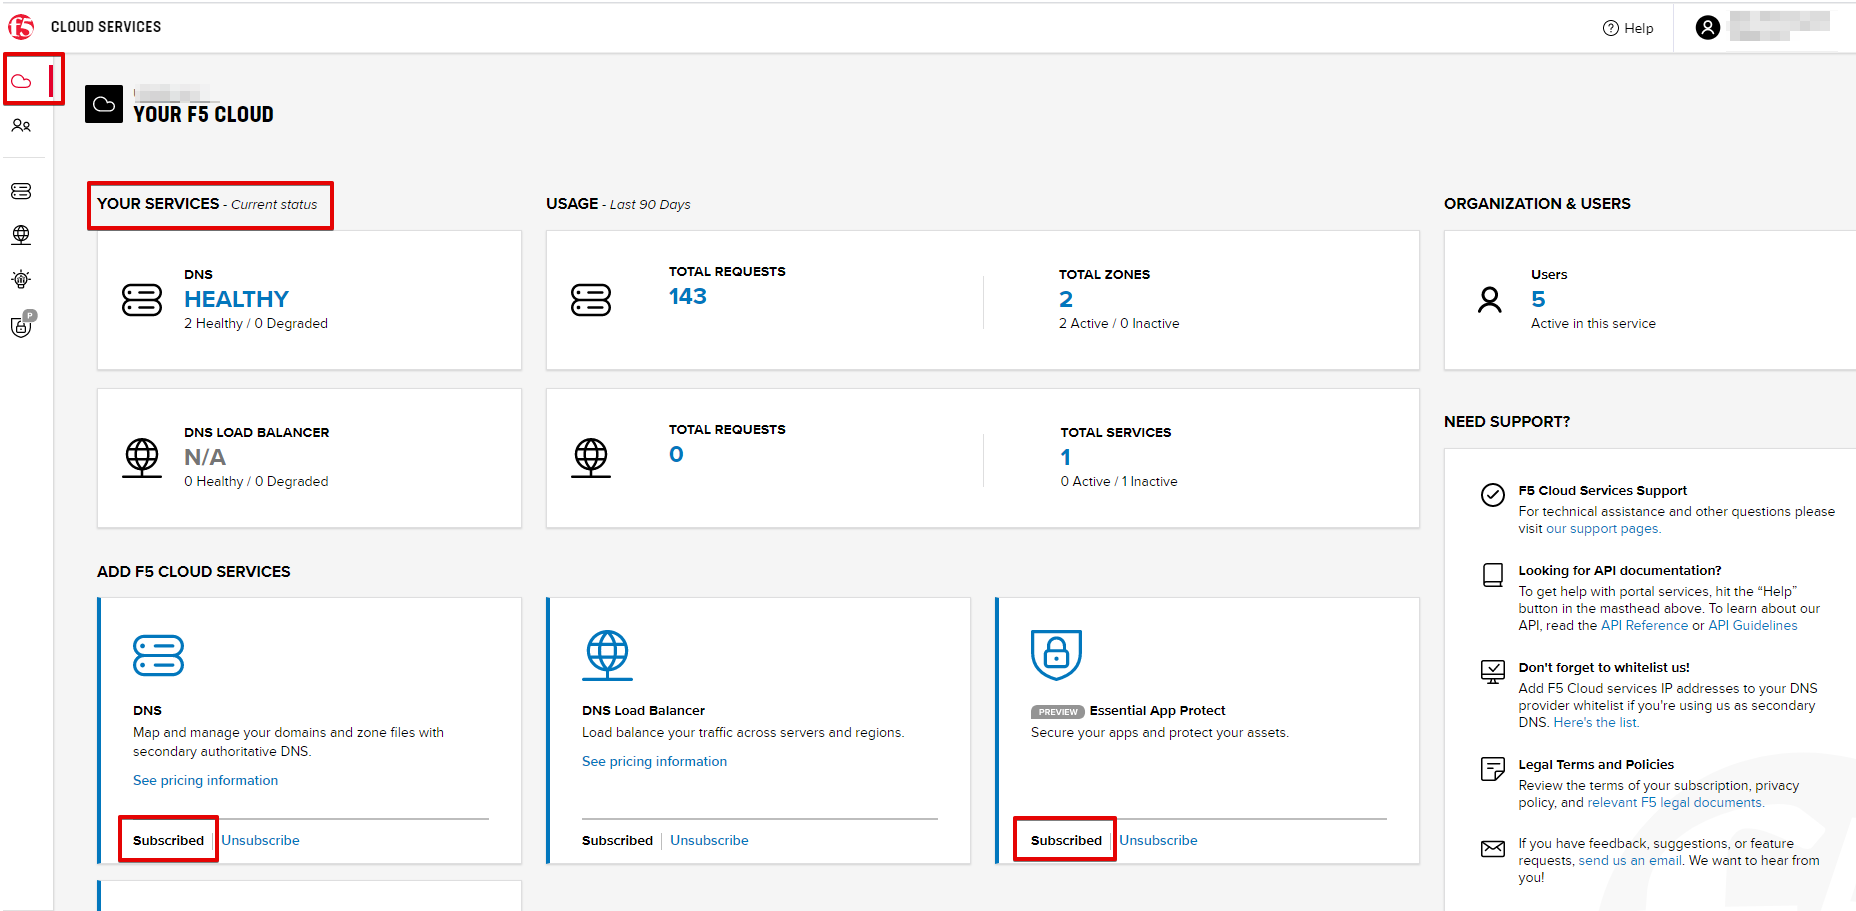 f5 CLOUD SERVICES
Help
YOUR F5 CLOUD
P
YOUR SERVICES - Current status
DNS
HEALTHY
2 Healthy / 0 Degraded
DNS LOAD BALANCER
N/A
0 Healthy / 0 Degraded
USAGE - Last 90 Days
TOTAL REQUESTS
143
TOTAL ZONES
2
2 Active / 0 Inactive
TOTAL REQUESTS
0
TOTAL SERVICES
1
0 Active / 1 Inactive
ORGANIZATION & USERS
Users
5
Active in this service
ADD F5 CLOUD SERVICES
DNS
Map and manage your domains and zone files with
secondary authoritative DNS.
See pricing information
Subscribed Unsubscribe
DNS Load Balancer
Load balance your traffic across servers and regions.
See pricing information
Subscribed Unsubscribe
PREVIEW Essential App Protect
Secure your apps and protect your assets.
Subscribed Unsubscribe
NEED SUPPORT?
F5 Cloud Services Support
For technical assistance and other questions please
visit our support pages.
Looking for API documentation?
To get help with portal services, hit the “Help”
button in the masthead above. To learn about our
API, read the API Reference or API Guidelines
Don't forget to whitelist us!
Add F5 Cloud services IP addresses to your DNS
provider whitelist if you're using us as secondary
DNS. Here's the list.
Legal Terms and Policies
Review the terms of your subscription, privacy
policy, and relevant F5 legal documents.
If you have feedback, suggestions, or feature
requests, send us an email. We want to hear from
you!